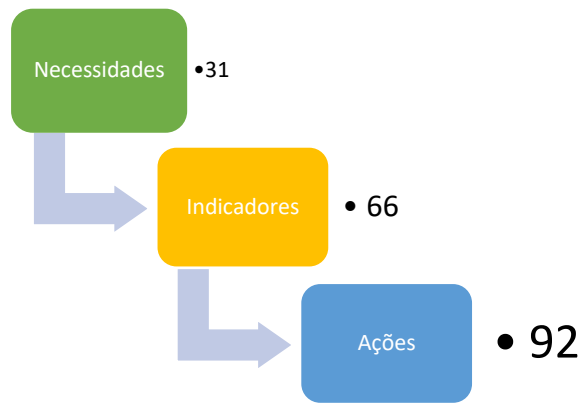 Necessidades
•31
Indicadores
• 66
Ações
• 92